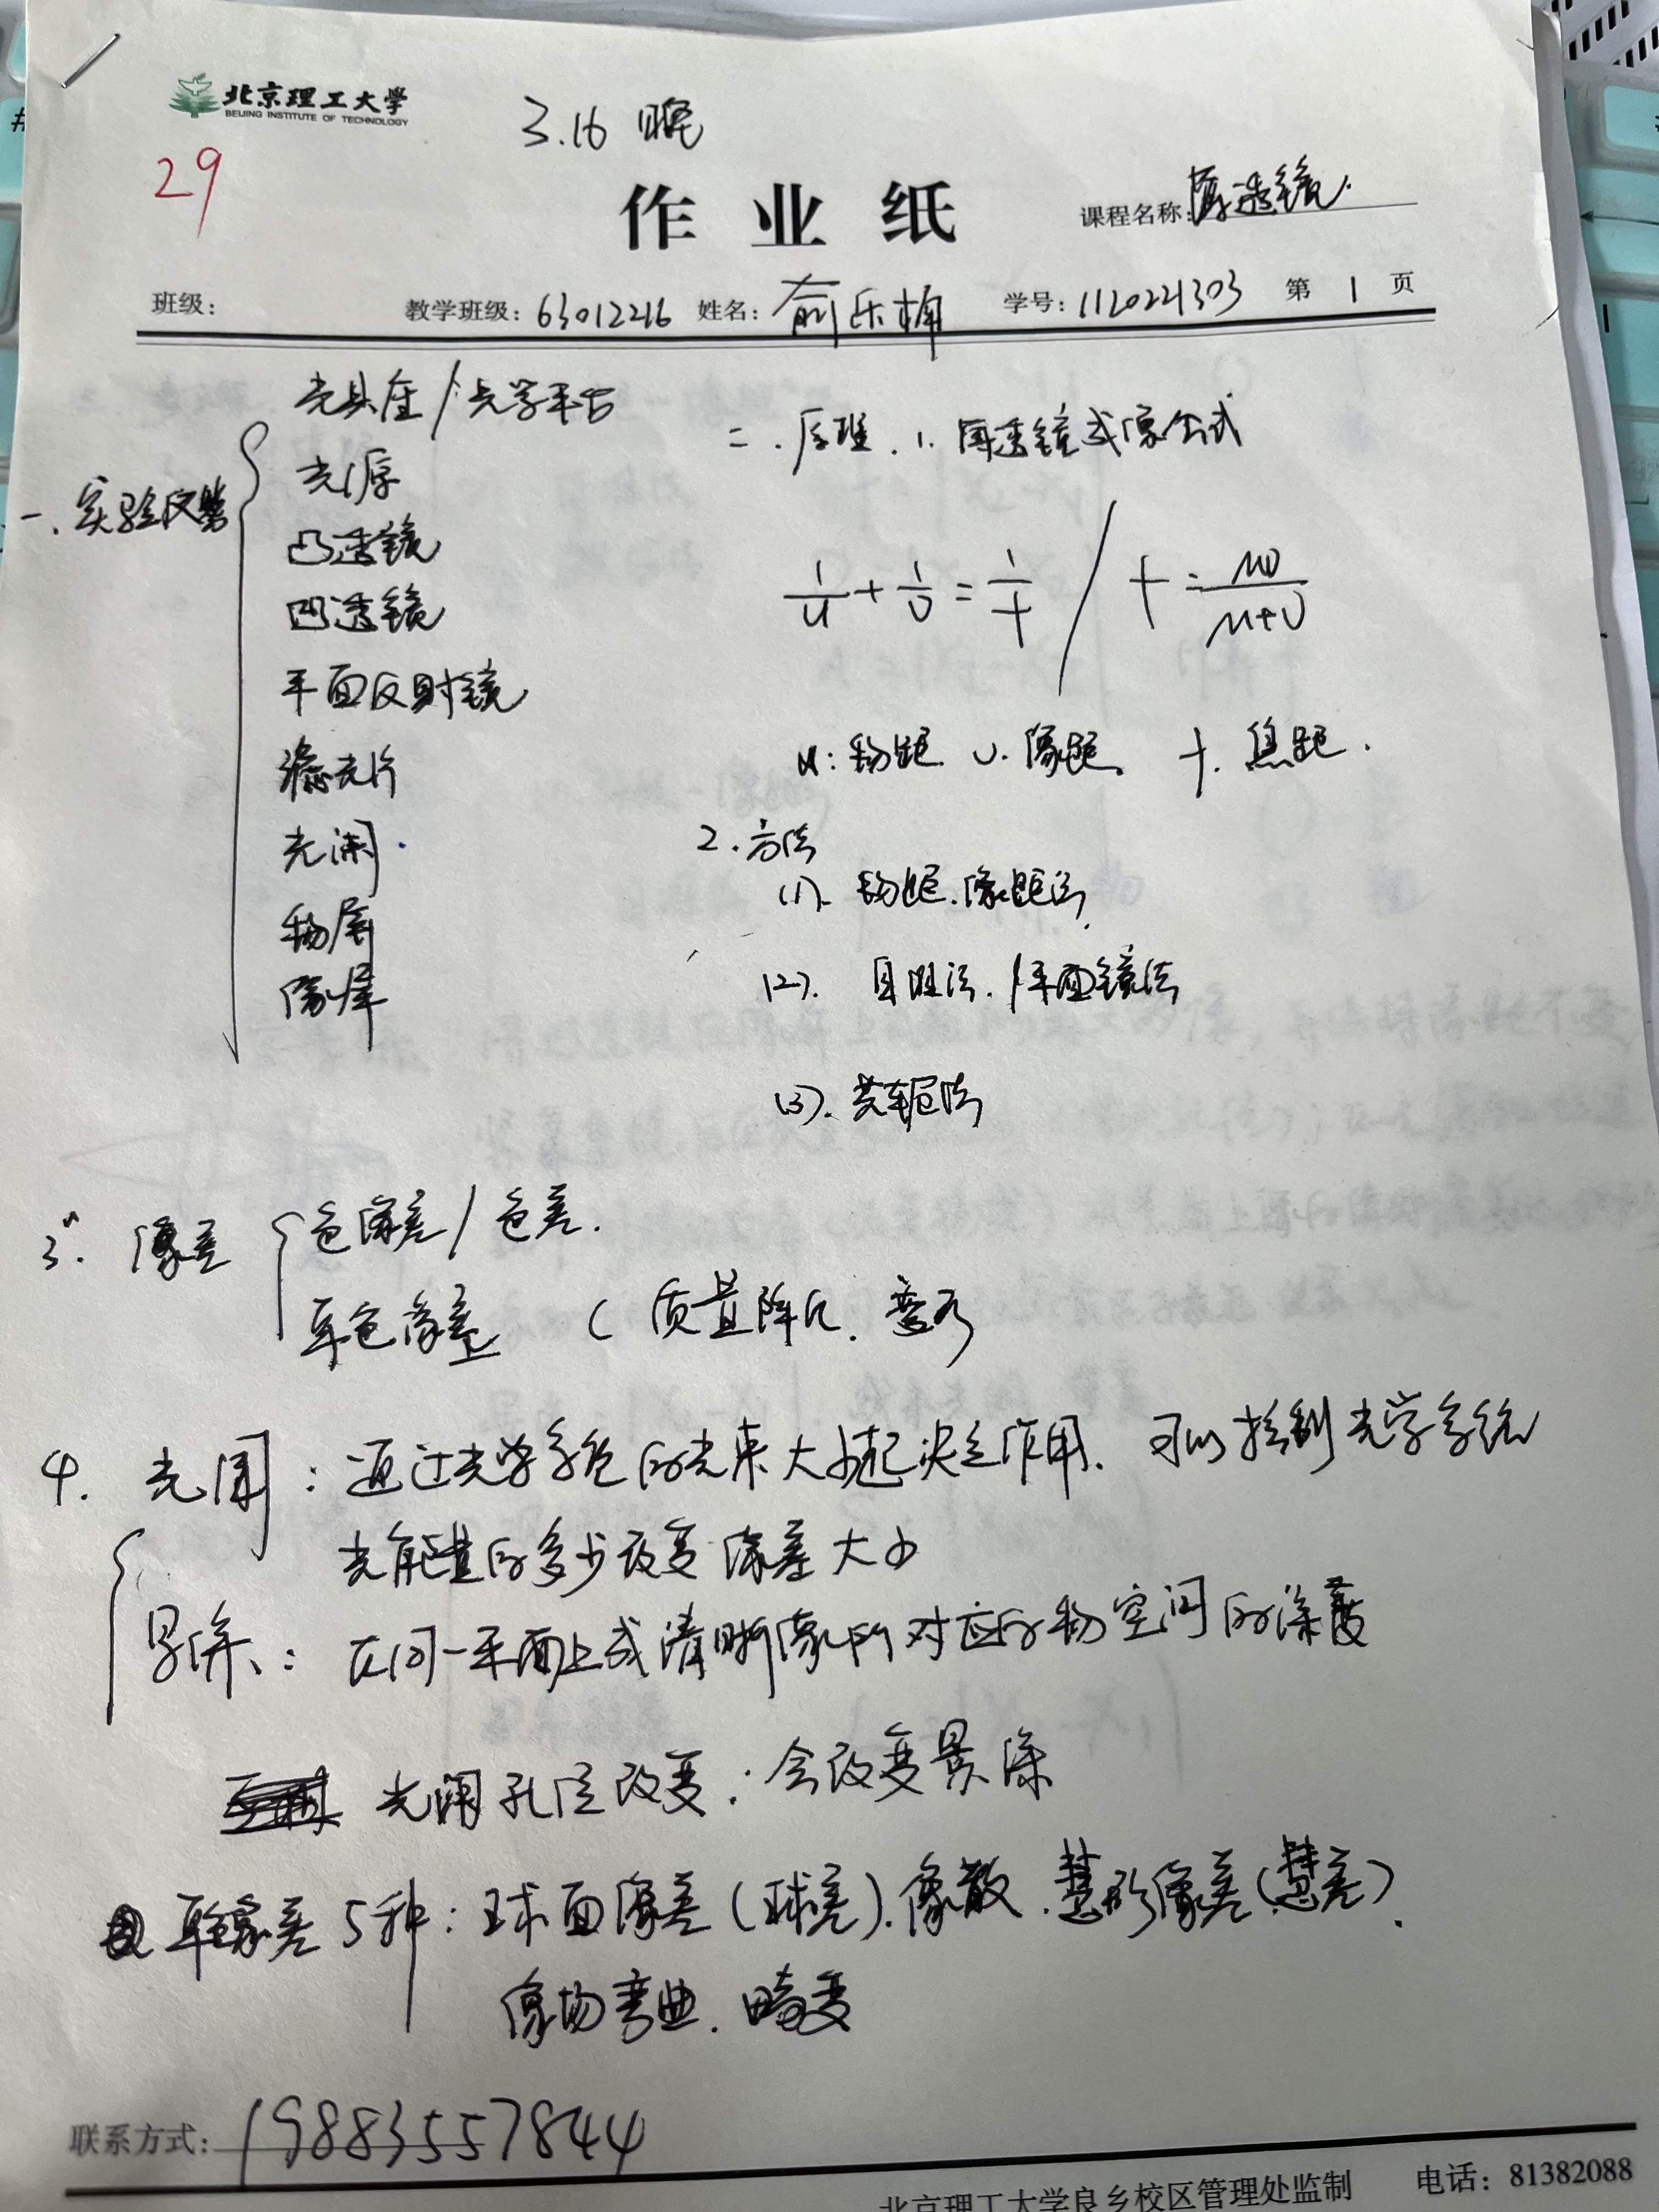 北京理工大学
BEIJING INSTITUTE OF TECHNOLOGY
3.16 晚
29
作 业 纸
课程名称: 薄透镜
班级: 教学班级: 63012216 姓名: 俞乐 学号: 1120221303 第 1 页
光具座/光学平台
一.实验仪器
光源
凸透镜
凹透镜
平面反射镜
滤光片
光阑
物屏
像屏
二.原理. 1. 薄透镜成像公式
1/u + 1/v = 1/f / f = uv/(u+v)
u: 物距. v. 像距. f. 焦距.
2. 方法
(1). 物距.像距法.
(2). 自准法./平面镜法
(3). 共轭法
3. 像差 色像差/色差.
单色像差 ( 质量降低.
4. 光阑: 通过光学系统的光束大小起决定作用. 可以控制光学系统
光能量的多少改变像差大小
景深: 在同一平面上成清晰像所对应的物空间的深度
光阑孔径改变: 会改变景深
单色像差5种: 球面像差(球差).像散.慧形像差(慧差).
像场弯曲.畸变
联系方式: 19883557844
北京理工大学良乡校区管理处监制 电话: 81382088